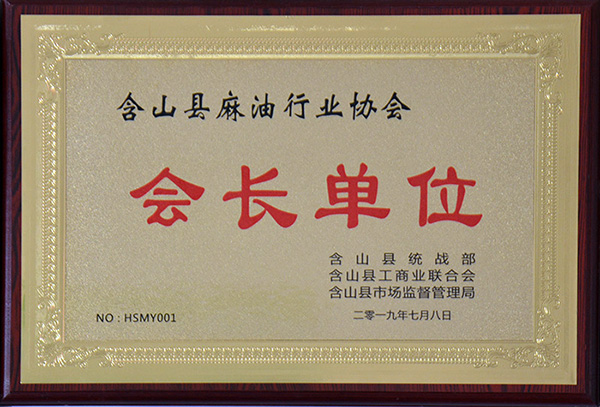 含山县麻油行业协会
会长单位
含山县统战部
含山县工商业联合会
含山县市场监督管理局
NO：HSMY001
二零一九年七月八日